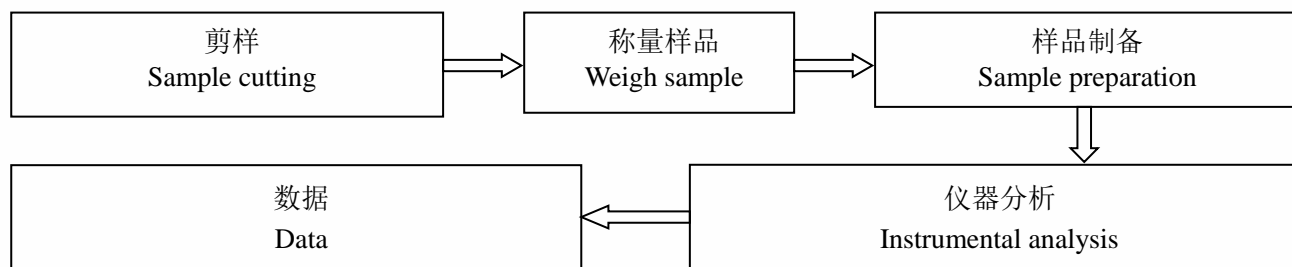 剪样
Sample cutting
称量样品
Weigh sample
样品制备
Sample preparation
仪器分析
Instrumental analysis
数据
Data